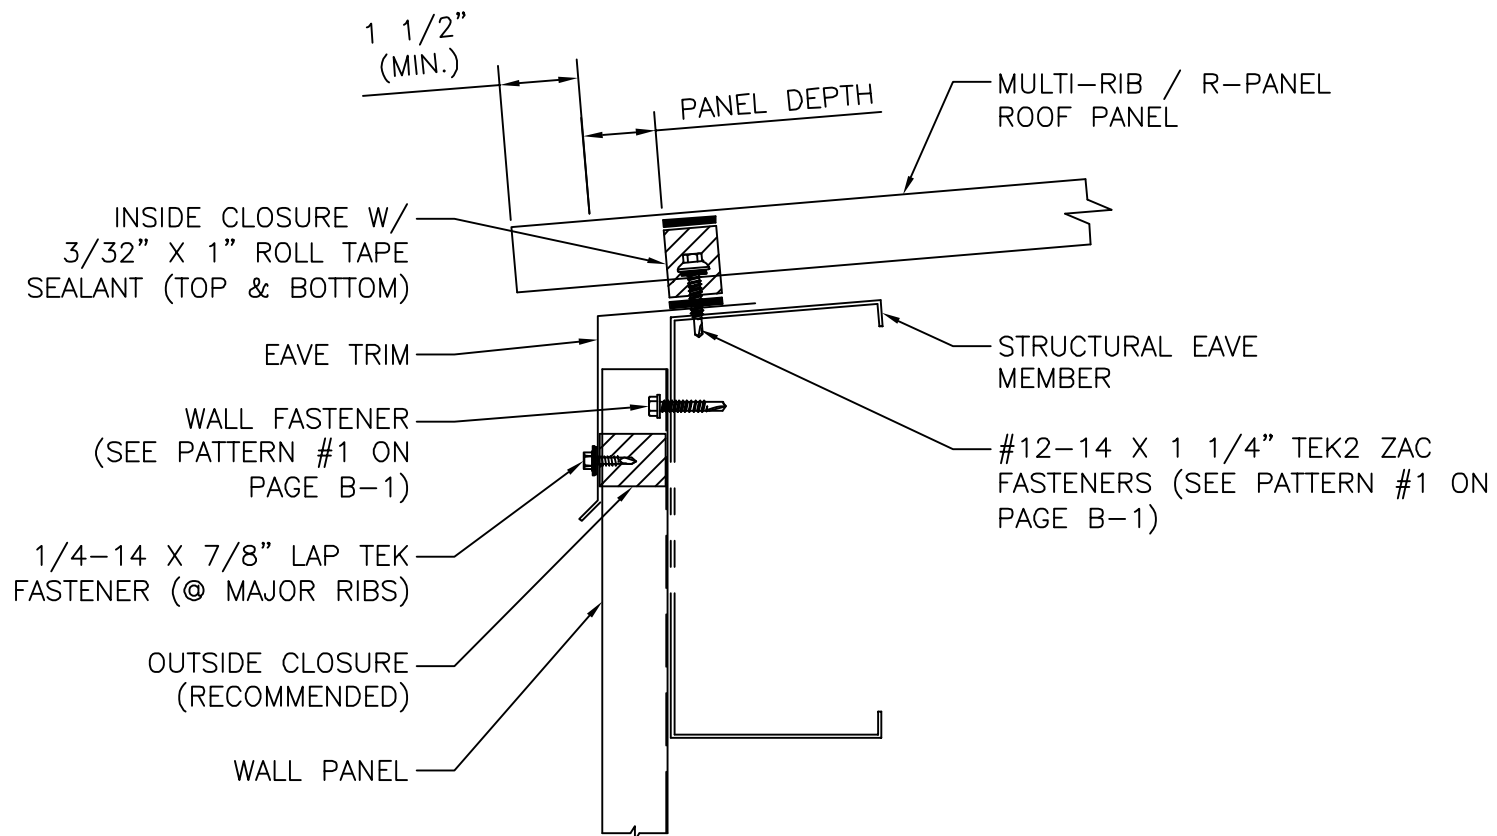 1 1/2”
(MIN.)
PANEL DEPTH
MULTI-RIB / R-PANEL
ROOF PANEL
INSIDE CLOSURE W/
3/32” X 1” ROLL TAPE
SEALANT (TOP & BOTTOM)
EAVE TRIM
STRUCTURAL EAVE
MEMBER
WALL FASTENER
(SEE PATTERN #1 ON
PAGE B-1)
#12-14 X 1 1/4” TEK2 ZAC
FASTENERS (SEE PATTERN #1 ON
PAGE B-1)
1/4-14 X 7/8” LAP TEK
FASTENER (@ MAJOR RIBS)
OUTSIDE CLOSURE
(RECOMMENDED)
WALL PANEL